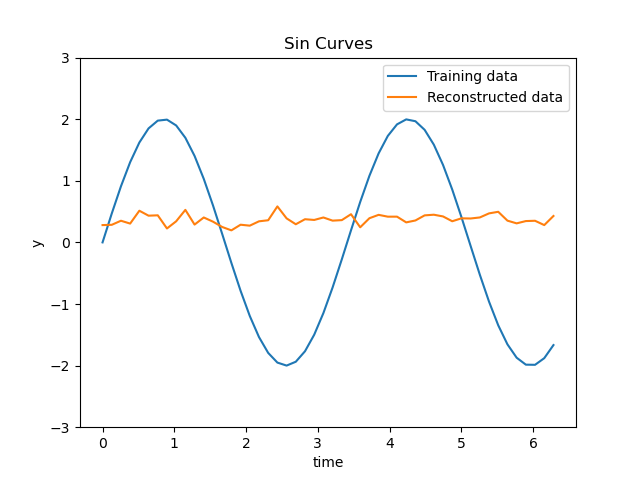 Sin Curves
Training data
Reconstructed data
3
2
1
0
−1
−2
−3
y
0 1 2 3 4 5 6
time